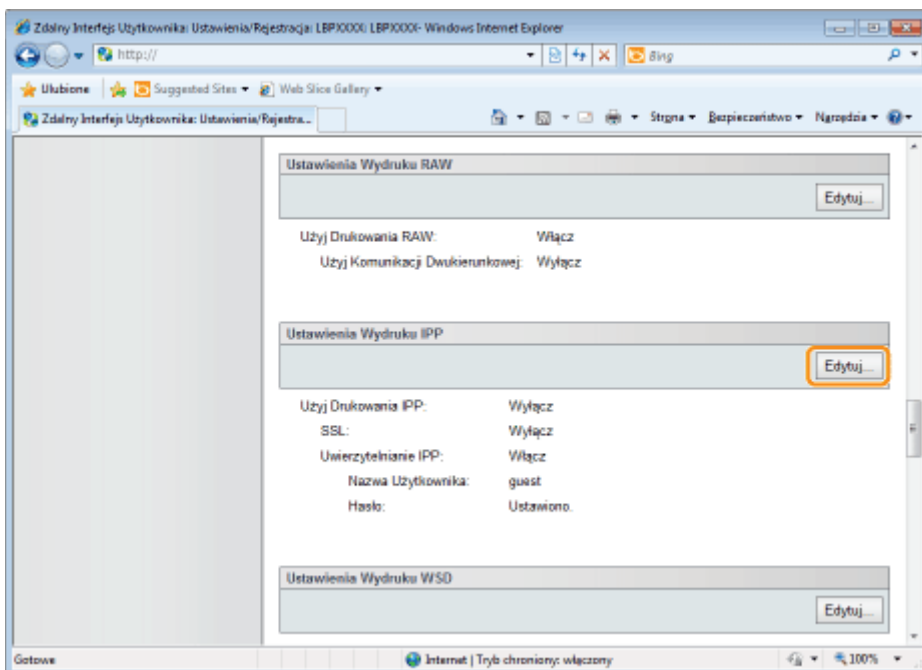 Zdalny Interfejs Użytkownika: Ustawienia/Rejestracja: LBPXXXX: LBPXXXX- Windows Internet Explorer
http://
Bing
Ulubione Suggested Sites Web Slice Gallery
Zdalny Interfejs Użytkownika: Ustawienia/Rejestra... Strona Bezpieczeństwo Narzędzia
Ustawienia Wydruku RAW
Edytuj...
Użyj Drukowania RAW: Włącz
Użyj Komunikacji Dwukierunkowej: Wyłącz
Ustawienia Wydruku IPP
Edytuj...
Użyj Drukowania IPP: Wyłącz
SSL: Wyłącz
Uwierzytelnianie IPP: Włącz
Nazwa Użytkownika: guest
Hasło: Ustawiono.
Ustawienia Wydruku WSD
Edytuj...
Gotowe Internet | Tryb chroniony: włączony 100%